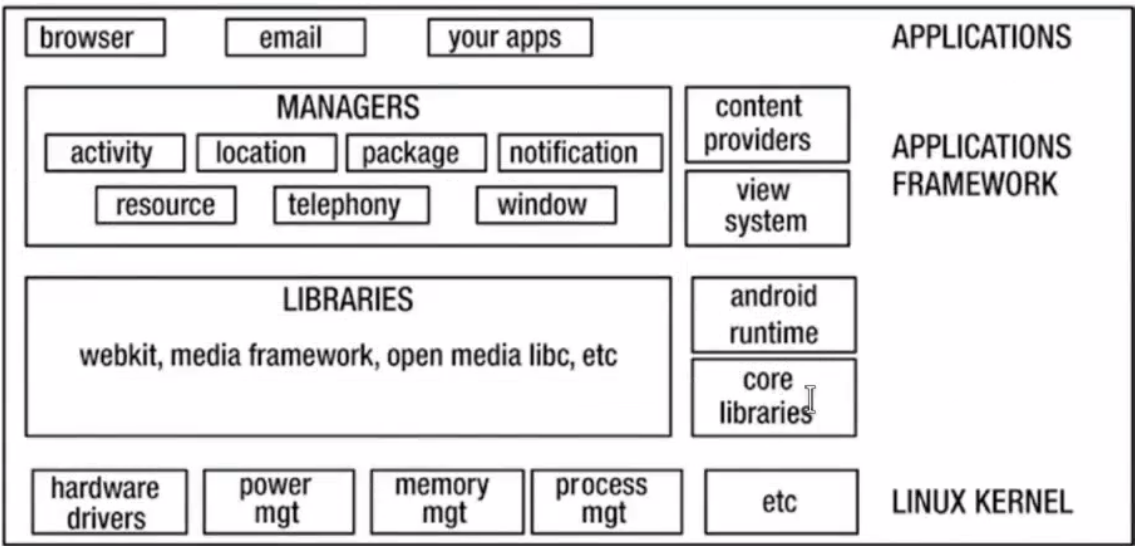 browser
email
your apps
APPLICATIONS
MANAGERS
activity
location
package
notification
resource
telephony
window
content
providers
view
system
APPLICATIONS
FRAMEWORK
LIBRARIES
webkit, media framework, open media libc, etc
android
runtime
core
libraries
hardware
drivers
power
mgt
memory
mgt
process
mgt
etc
LINUX KERNEL